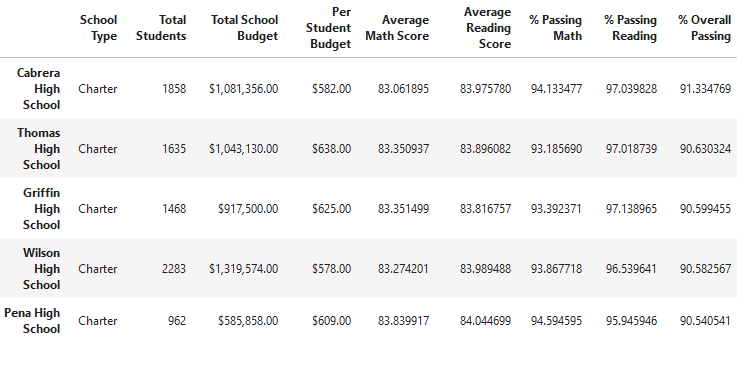 School Type Total Students Total School Budget Per Student Budget Average Math Score Average Reading Score % Passing Math % Passing Reading % Overall Passing
Cabrera High School Charter 1858 $1,081,356.00 $582.00 83.061895 83.975780 94.133477 97.039828 91.334769
Thomas High School Charter 1635 $1,043,130.00 $638.00 83.350937 83.896082 93.185690 97.018739 90.630324
Griffin High School Charter 1468 $917,500.00 $625.00 83.351499 83.816757 93.392371 97.138965 90.599455
Wilson High School Charter 2283 $1,319,574.00 $578.00 83.274201 83.989488 93.867718 96.539641 90.582567
Pena High School Charter 962 $585,858.00 $609.00 83.839917 84.044699 94.594595 95.945946 90.540541